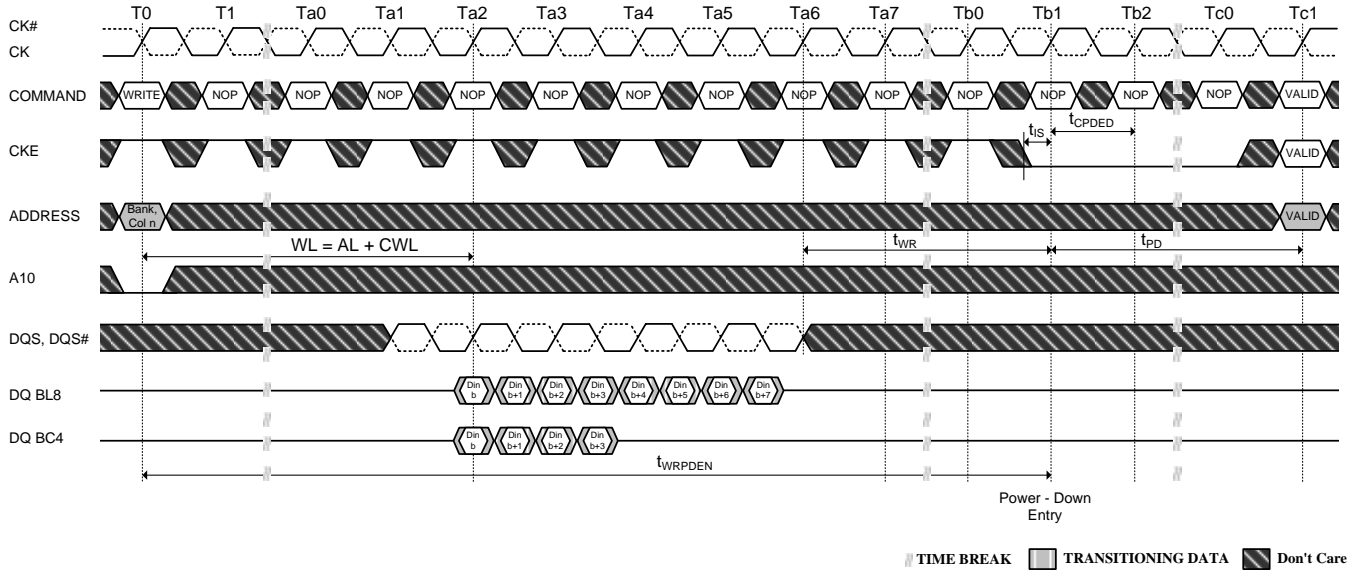 T0 T1 Ta0 Ta1 Ta2 Ta3 Ta4 Ta5 Ta6 Ta7 Tb0 Tb1 Tb2 Tc0 Tc1
CK#
CK
COMMAND WRITE NOP NOP NOP NOP NOP NOP NOP NOP NOP NOP NOP NOP NOP VALID
tIS tCPDED
CKE VALID
ADDRESS Bank, Col n VALID
WL = AL + CWL tWR tPD
A10
DQS, DQS#
DQ BL8 Din b Din b+1 Din b+2 Din b+3 Din b+4 Din b+5 Din b+6 Din b+7
DQ BC4 Din b Din b+1 Din b+2 Din b+3
tWRPDEN
Power - Down
Entry
TIME BREAK TRANSITIONING DATA Don't Care